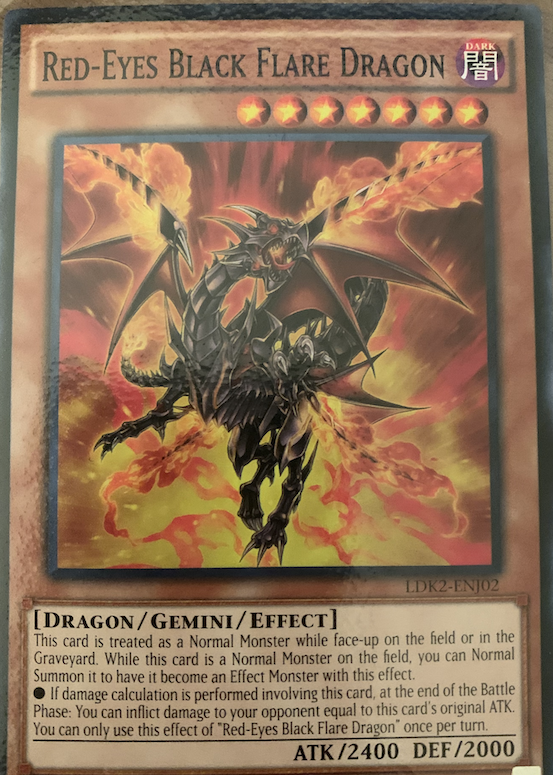 RED-EYES BLACK FLARE DRAGON
DARK
闇
LDK2-ENJ02
[DRAGON/GEMINI/EFFECT]
This card is treated as a Normal Monster while face-up on the field or in the
Graveyard. While this card is a Normal Monster on the field, you can Normal
Summon it to have it become an Effect Monster with this effect.
● If damage calculation is performed involving this card, at the end of the Battle
Phase: You can inflict damage to your opponent equal to this card's original ATK.
You can only use this effect of "Red-Eyes Black Flare Dragon" once per turn.
ATK/2400 DEF/2000